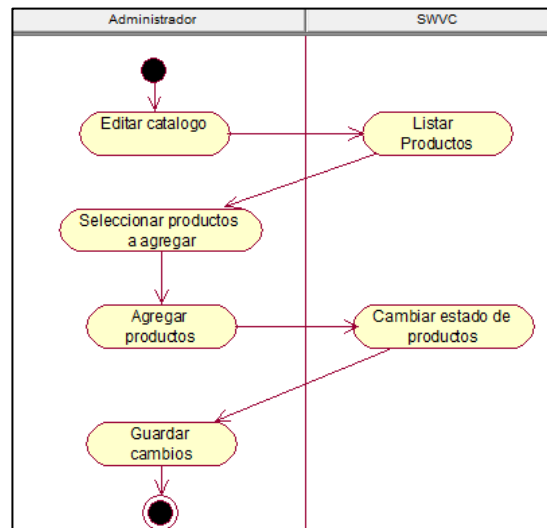 Administrador
SWVC
Editar catalogo
Listar
Productos
Seleccionar productos
a agregar
Agregar
productos
Cambiar estado de
productos
Guardar
cambios